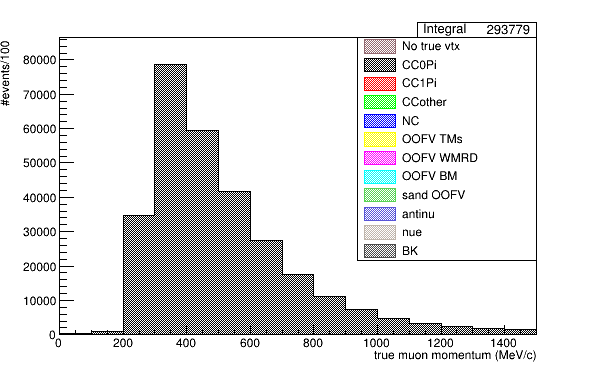 Integral 293779
#events/100
80000
70000
60000
50000
40000
30000
20000
10000
0
No true vtx
CC0Pi
CC1Pi
CCother
NC
OOFV TMs
OOFV WMRD
OOFV BM
sand OOFV
antinu
nue
BK
0 200 400 600 800 1000 1200 1400
true muon momentum (MeV/c)